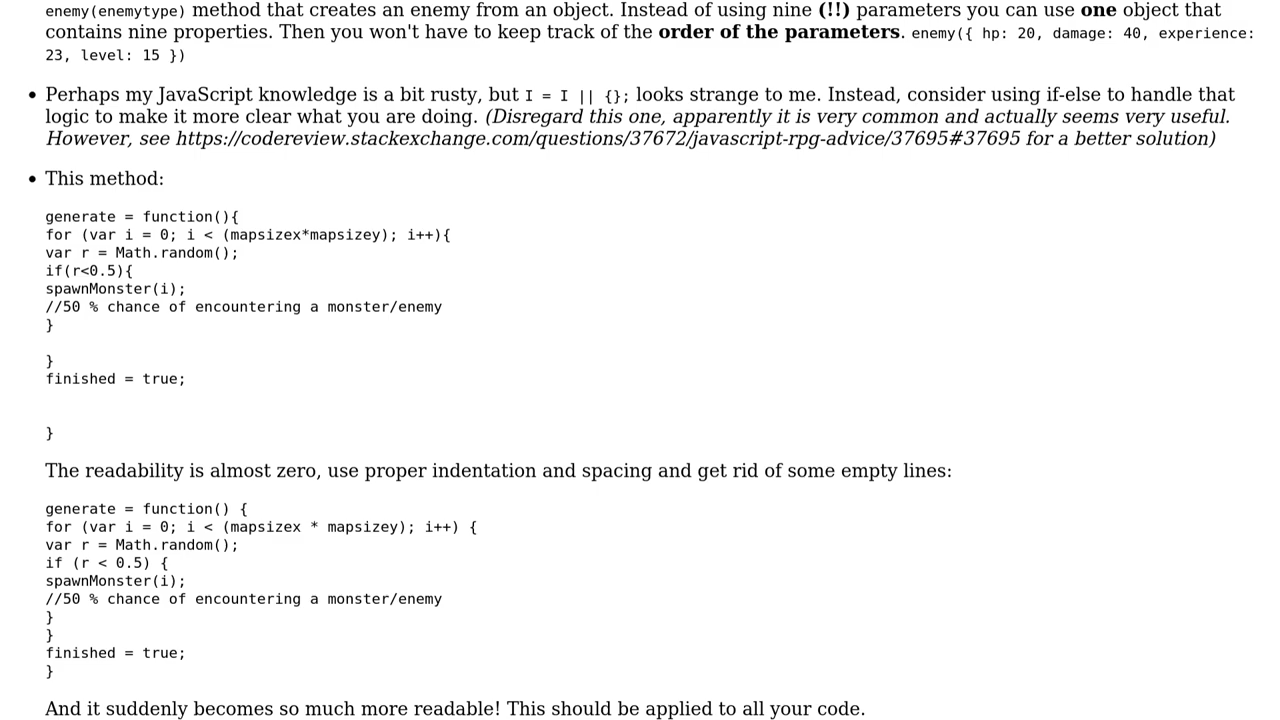 enemy(enemytype) method that creates an enemy from an object. Instead of using nine (!!) parameters you can use one object that
contains nine properties. Then you won't have to keep track of the order of the parameters. enemy({ hp: 20, damage: 40, experience:
23, level: 15 })
• Perhaps my JavaScript knowledge is a bit rusty, but I = I || {}; looks strange to me. Instead, consider using if-else to handle that
logic to make it more clear what you are doing. (Disregard this one, apparently it is very common and actually seems very useful.
However, see https://codereview.stackexchange.com/questions/37672/javascript-rpg-advice/37695#37695 for a better solution)
• This method:
generate = function(){
for (var i = 0; i < (mapsizex*mapsizey); i++){
var r = Math.random();
if(r<0.5){
spawnMonster(i);
//50 % chance of encountering a monster/enemy
}
}
finished = true;
}
The readability is almost zero, use proper indentation and spacing and get rid of some empty lines:
generate = function() {
for (var i = 0; i < (mapsizex * mapsizey); i++) {
var r = Math.random();
if (r < 0.5) {
spawnMonster(i);
//50 % chance of encountering a monster/enemy
}
}
finished = true;
}
And it suddenly becomes so much more readable! This should be applied to all your code.